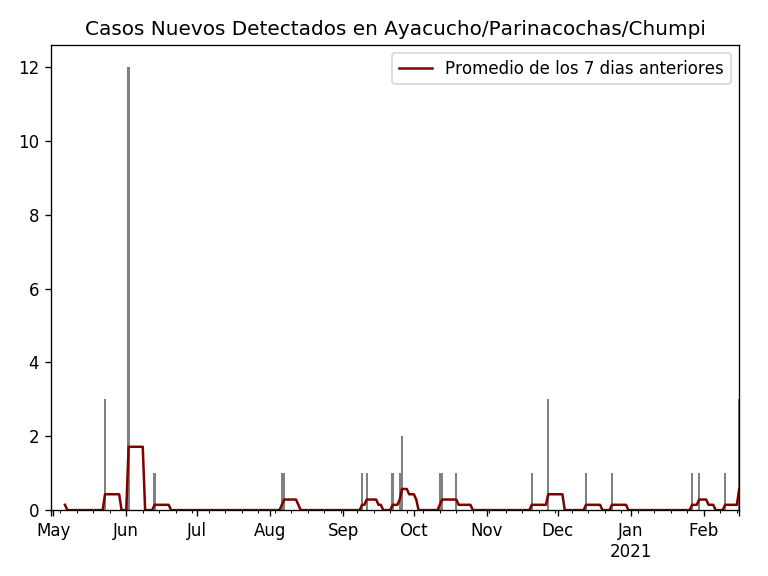 Casos Nuevos Detectados en Ayacucho/Parinacochas/Chumpi
Promedio de los 7 dias anteriores
12
10
8
6
4
2
0
May Jun Jul Aug Sep Oct Nov Dec Jan Feb
2021